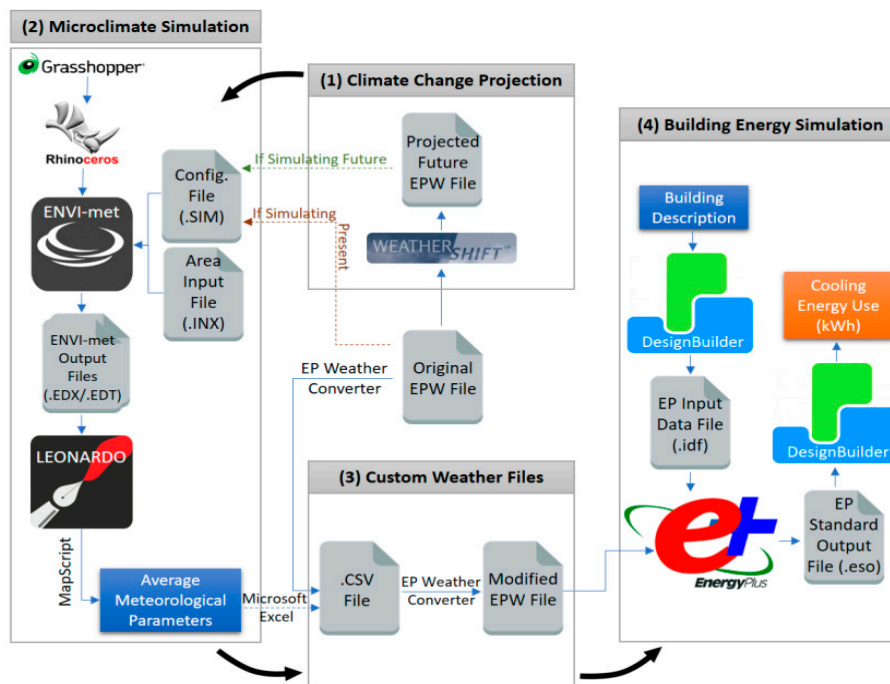 (2) Microclimate Simulation
Grasshopper
Rhinoceros
ENVI-met
ENVI-met
Output
Files
(.EDX/.EDT)
LEONARDO
MapScript
Average
Meteorological
Parameters
Config.
File
(.SIM)
Area
Input
File
(.INX)
(1) Climate Change Projection
Projected
Future
EPW File
If Simulating Future
If Simulating
Present
WEATHER
SHIFT™
Original
EPW File
EP Weather
Converter
(3) Custom Weather Files
Microsoft
Excel
.CSV
File
EP Weather
Converter
Modified
EPW File
(4) Building Energy Simulation
Building
Description
DesignBuilder
EP Input
Data File
(.idf)
e+
EnergyPlus
EP
Standard
Output
File (.eso)
DesignBuilder
Cooling
Energy Use
(kWh)